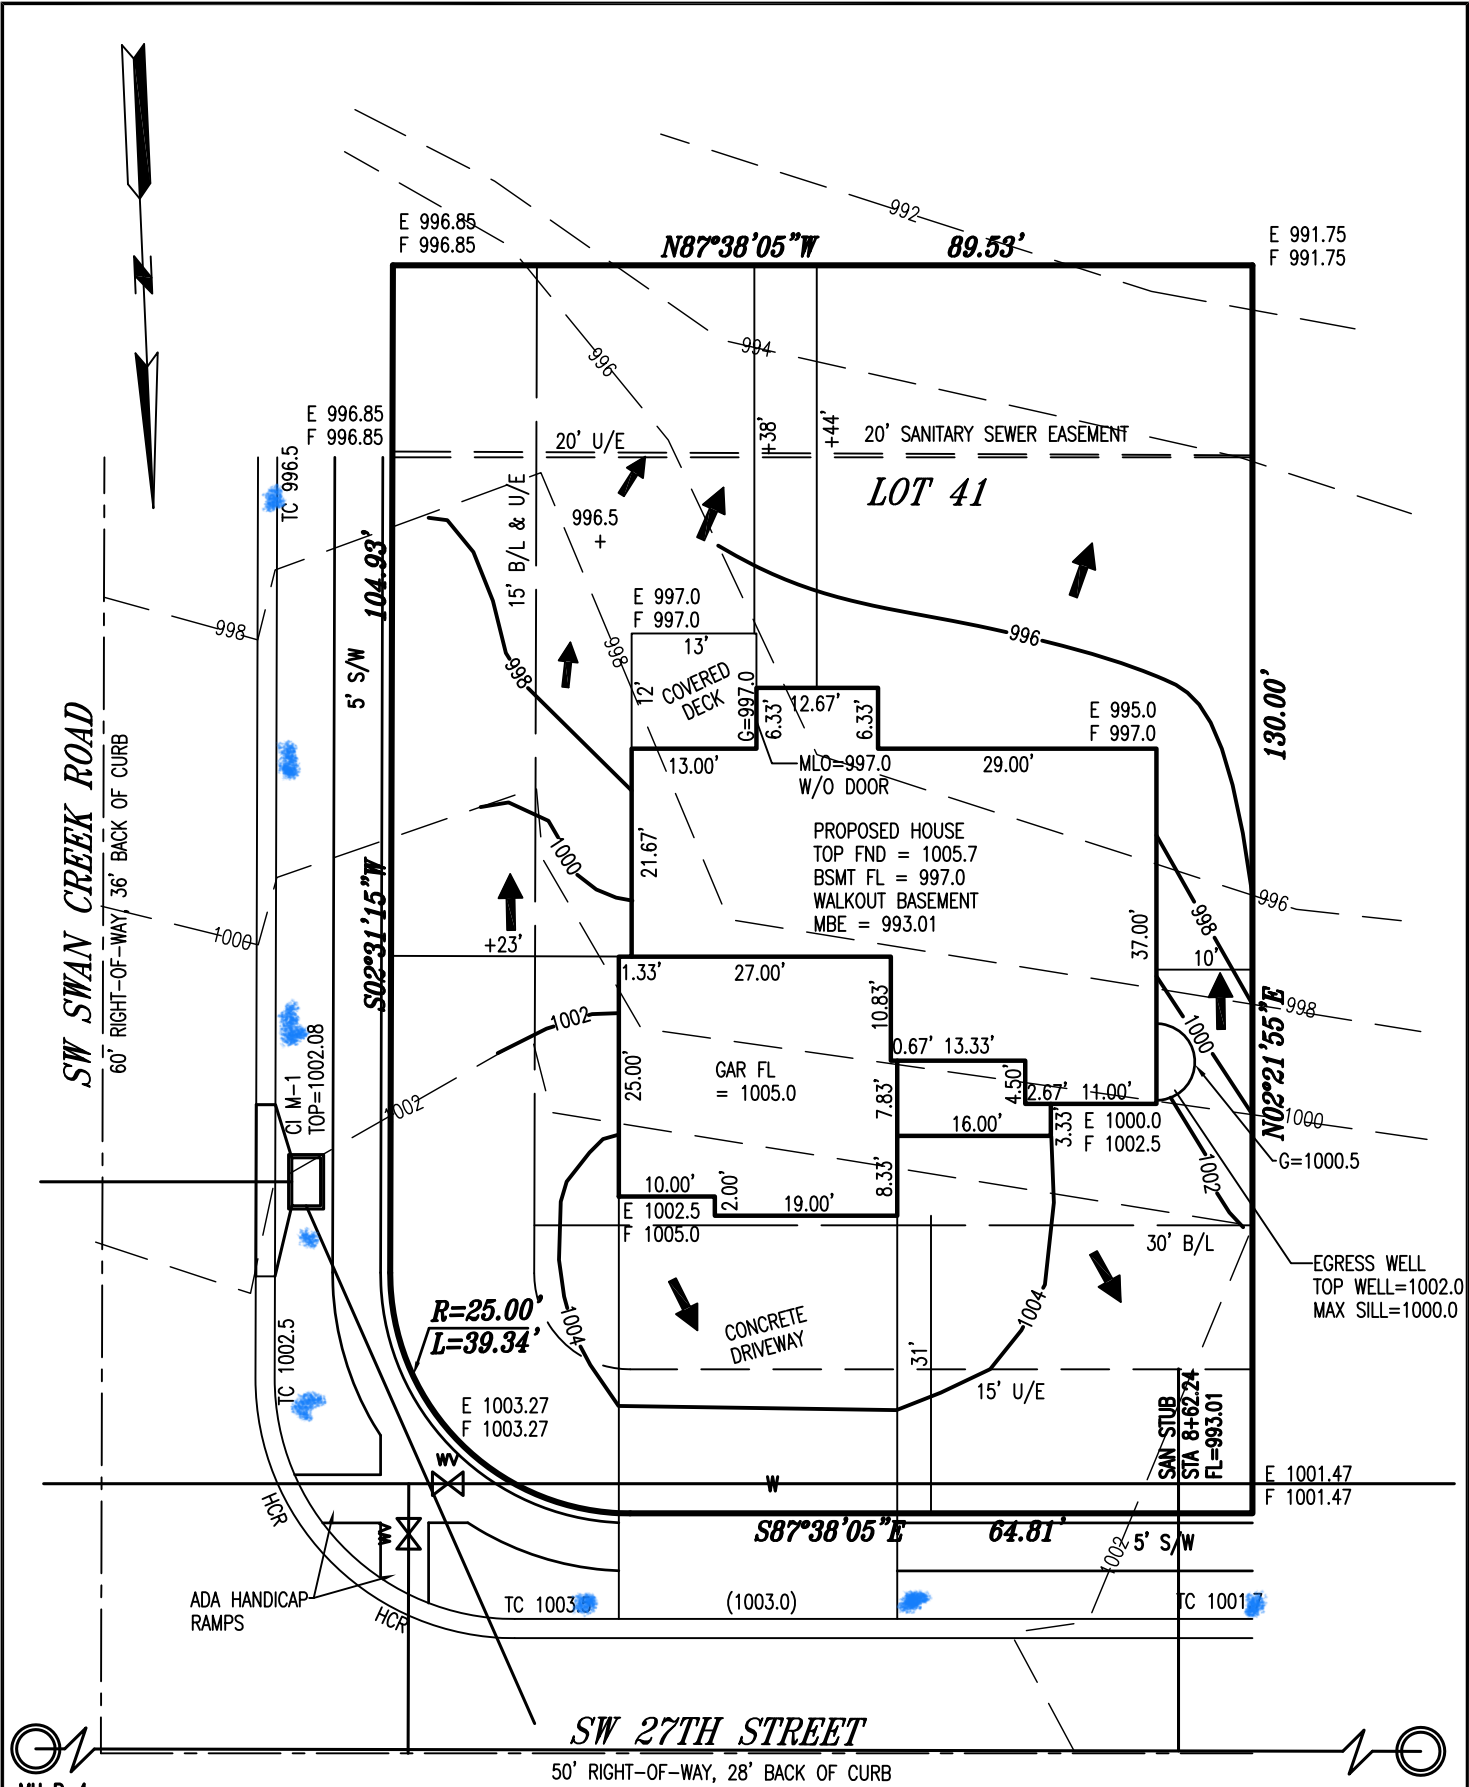 992
E 996.85
F 996.85
N87°38'05"W
89.53'
E 991.75
F 991.75
994
996
E 996.85
F 996.85
20' U/E
+38'
+44'
20' SANITARY SEWER EASEMENT
TC 996.5
LOT 41
15' B/L & U/E
996.5
+
104.93'
998
E 997.0
F 997.0
13'
998
996
5' S/W
998
12'
COVERED
DECK
G=997.0
6.33'
12.67'
6.33'
E 995.0
F 997.0
130.00'
SW SWAN CREEK ROAD
60' RIGHT-OF-WAY, 36' BACK OF CURB
13.00'
MLO=997.0
W/O DOOR
29.00'
21.67'
1000
PROPOSED HOUSE
TOP FND = 1005.7
BSMT FL = 997.0
WALKOUT BASEMENT
MBE = 993.01
996
998
1000
S02°31'15"W
+23'
37.00'
10'
1.33'
27.00'
10.83'
998
N02°21'55"E
1002
1000
CI M-1
TOP=1002.08
25.00'
GAR FL
= 1005.0
0.67'
13.33'
7.83'
4.50'
2.67'
11.00'
1002
1000
16.00'
3.33'
E 1000.0
F 1002.5
G=1000.5
1002
10.00'
2.00'
19.00'
8.33'
E 1002.5
F 1005.0
30' B/L
EGRESS WELL
TOP WELL=1002.0
MAX SILL=1000.0
R=25.00'
L=39.34'
1004
CONCRETE
DRIVEWAY
31'
1004
TC 1002.5
15' U/E
E 1003.27
F 1003.27
SAN STUB
STA 8+62.24
FL=993.01
WV
W
E 1001.47
F 1001.47
HCR
WV
S87°38'05"E
64.81'
1002
5' S/W
ADA HANDICAP
RAMPS
HCR
TC 1003.
(1003.0)
TC 1001.7
SW 27TH STREET
50' RIGHT-OF-WAY, 28' BACK OF CURB